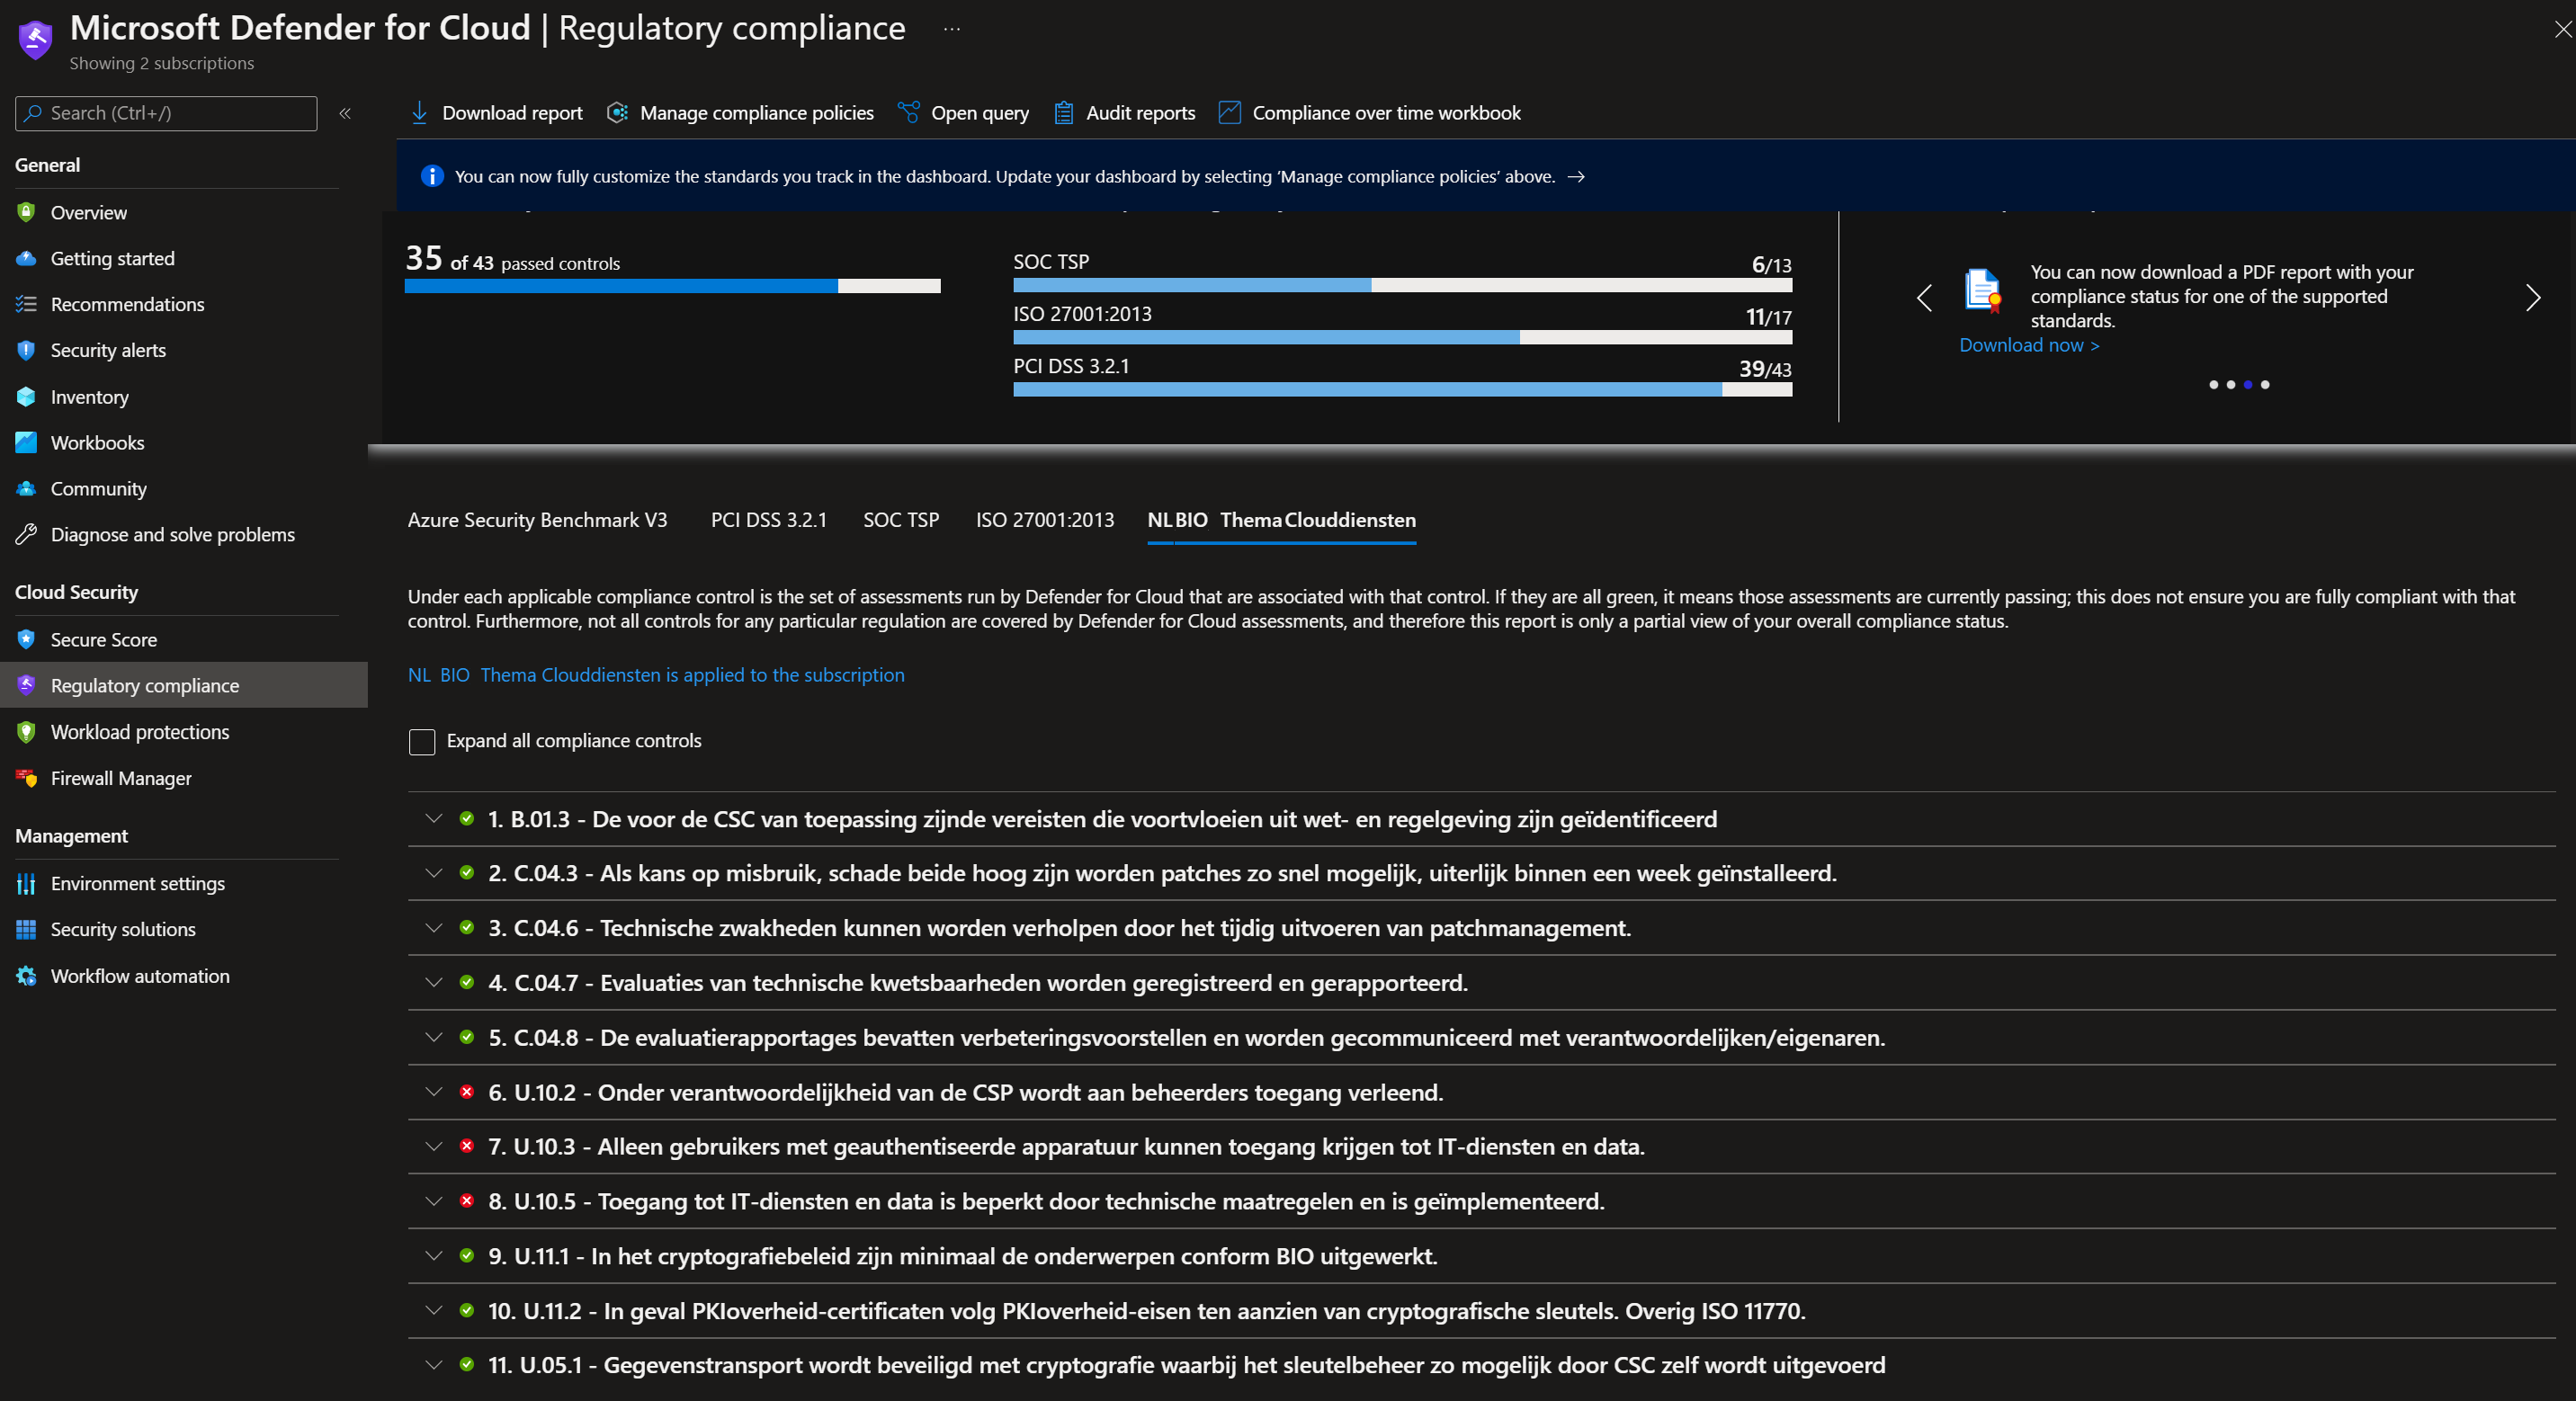 Microsoft Defender for Cloud | Regulatory compliance ...
Showing 2 subscriptions
Search (Ctrl+/)
«
General
Overview
Getting started
Recommendations
Security alerts
Inventory
Workbooks
Community
Diagnose and solve problems
Cloud Security
Secure Score
Regulatory compliance
Workload protections
Firewall Manager
Management
Environment settings
Security solutions
Workflow automation
Download report
Manage compliance policies
Open query
Audit reports
Compliance over time workbook
You can now fully customize the standards you track in the dashboard. Update your dashboard by selecting ‘Manage compliance policies’ above. →
35 of 43 passed controls
SOC TSP 6/13
ISO 27001:2013 11/17
PCI DSS 3.2.1 39/43
You can now download a PDF report with your
compliance status for one of the supported
standards.
Download now >
Azure Security Benchmark V3
PCI DSS 3.2.1
SOC TSP
ISO 27001:2013
NL BIO Thema Clouddiensten
Under each applicable compliance control is the set of assessments run by Defender for Cloud that are associated with that control. If they are all green, it means those assessments are currently passing; this does not ensure you are fully compliant with that
control. Furthermore, not all controls for any particular regulation are covered by Defender for Cloud assessments, and therefore this report is only a partial view of your overall compliance status.
NL BIO Thema Clouddiensten is applied to the subscription
Expand all compliance controls
1. B.01.3 - De voor de CSC van toepassing zijnde vereisten die voortvloeien uit wet- en regelgeving zijn geïdentificeerd
2. C.04.3 - Als kans op misbruik, schade beide hoog zijn worden patches zo snel mogelijk, uiterlijk binnen een week geïnstalleerd.
3. C.04.6 - Technische zwakheden kunnen worden verholpen door het tijdig uitvoeren van patchmanagement.
4. C.04.7 - Evaluaties van technische kwetsbaarheden worden geregistreerd en gerapporteerd.
5. C.04.8 - De evaluatierapportages bevatten verbeteringsvoorstellen en worden gecommuniceerd met verantwoordelijken/eigenaren.
6. U.10.2 - Onder verantwoordelijkheid van de CSP wordt aan beheerders toegang verleend.
7. U.10.3 - Alleen gebruikers met geauthentiseerde apparatuur kunnen toegang krijgen tot IT-diensten en data.
8. U.10.5 - Toegang tot IT-diensten en data is beperkt door technische maatregelen en is geïmplementeerd.
9. U.11.1 - In het cryptografiebeleid zijn minimaal de onderwerpen conform BIO uitgewerkt.
10. U.11.2 - In geval PKIoverheid-certificaten volg PKIoverheid-eisen ten aanzien van cryptografische sleutels. Overig ISO 11770.
11. U.05.1 - Gegevenstransport wordt beveiligd met cryptografie waarbij het sleutelbeheer zo mogelijk door CSC zelf wordt uitgevoerd